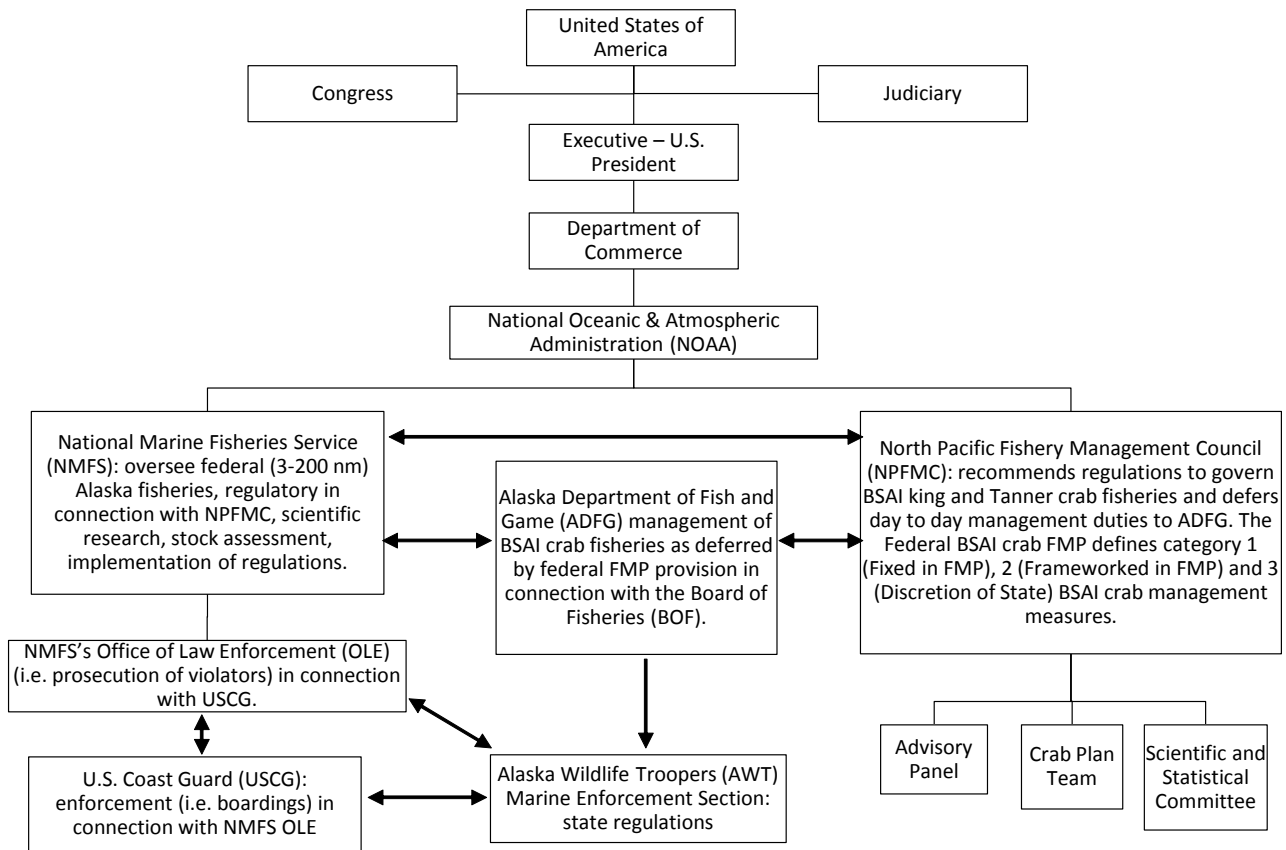 United States of
America
Congress
Judiciary
Executive – U.S.
President
Department of
Commerce
National Oceanic & Atmospheric
Administration (NOAA)
National Marine Fisheries Service
(NMFS): oversee federal (3-200 nm)
Alaska fisheries, regulatory in
connection with NPFMC, scientific
research, stock assessment,
implementation of regulations.
Alaska Department of Fish and
Game (ADFG) management of
BSAI crab fisheries as deferred
by federal FMP provision in
connection with the Board of
Fisheries (BOF).
North Pacific Fishery Management Council
(NPFMC): recommends regulations to govern
BSAI king and Tanner crab fisheries and defers
day to day management duties to ADFG. The
Federal BSAI crab FMP defines category 1
(Fixed in FMP), 2 (Frameworked in FMP) and 3
(Discretion of State) BSAI crab management
measures.
NMFS's Office of Law Enforcement (OLE)
(i.e. prosecution of violators) in connection
with USCG.
U.S. Coast Guard (USCG):
enforcement (i.e. boardings) in
connection with NMFS OLE
Alaska Wildlife Troopers (AWT)
Marine Enforcement Section:
state regulations
Advisory
Panel
Crab Plan
Team
Scientific and
Statistical
Committee